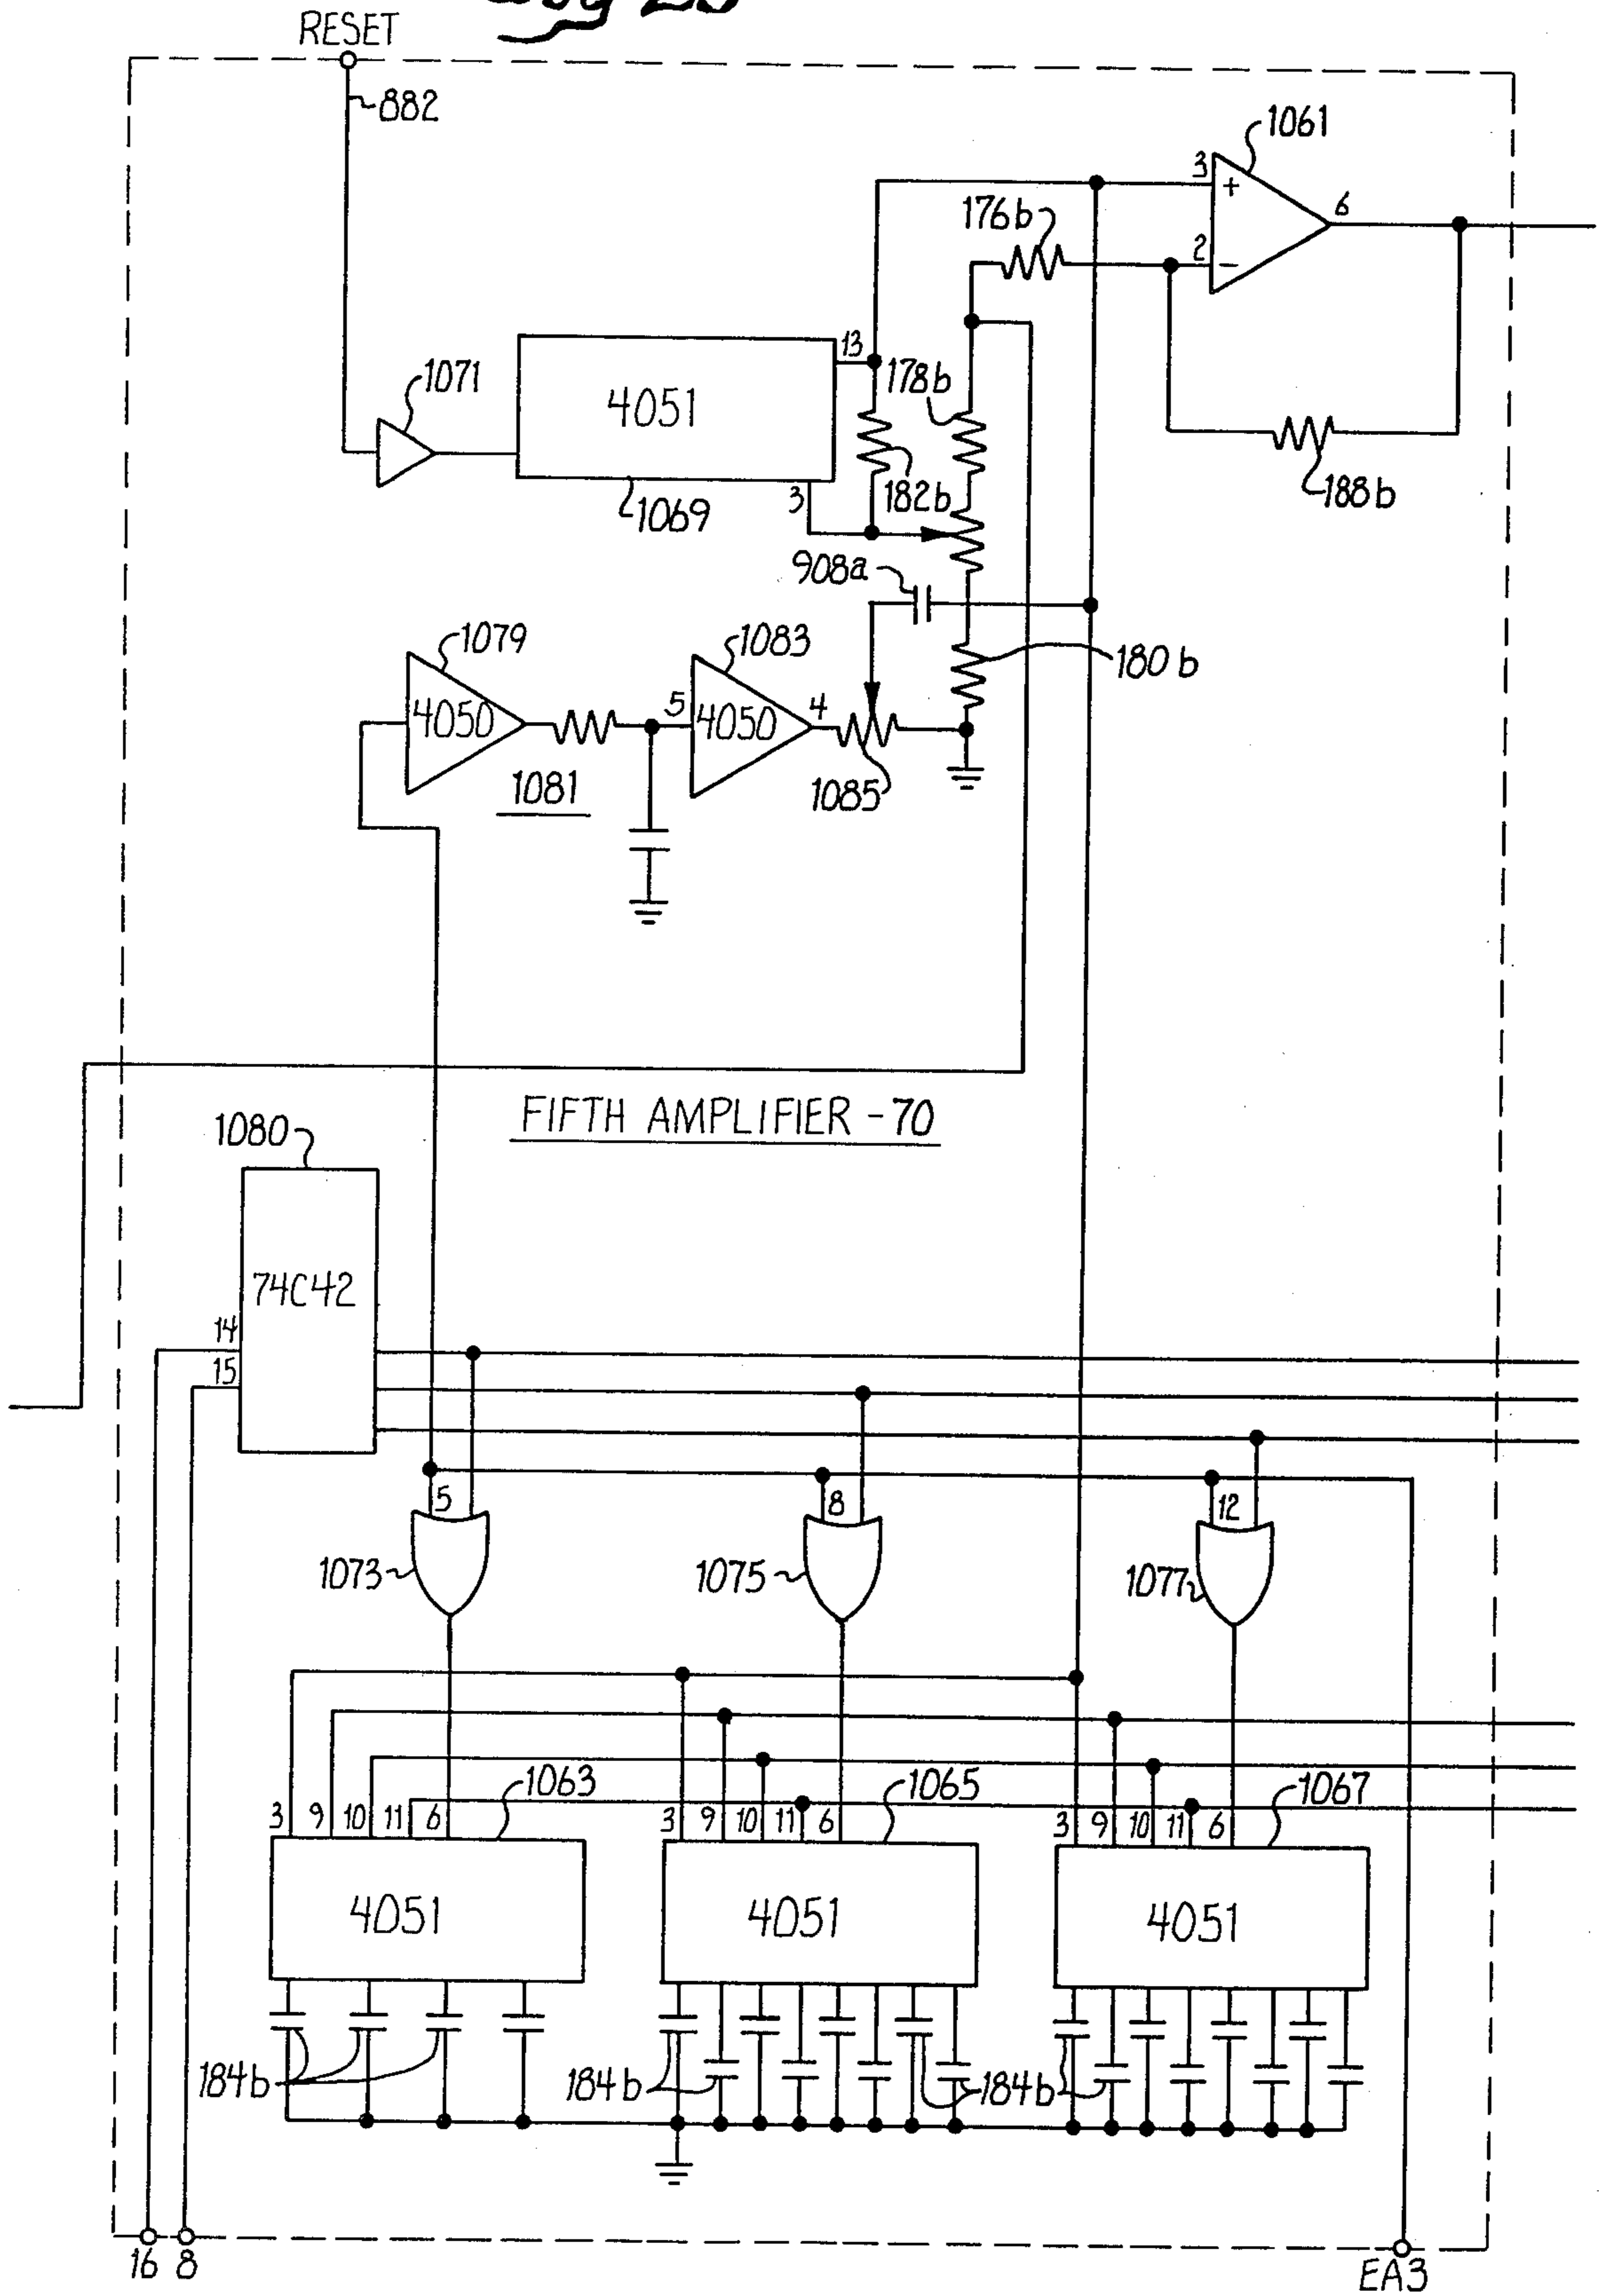 RESET
882
1061
3
+
6
176b
2
−
13
1071
178b
4051
182b
188b
3
1069
908a
1079
1083
180b
4050
5
4050
4
1081
1085
FIFTH AMPLIFIER - 70
1080
74C42
14
15
5
8
12
1073
1075
1077
1063
1065
1067
3 9 10 11 6
3 9 10 11 6
3 9 10 11 6
4051
4051
4051
184b
184b
184b
16 8
EA3